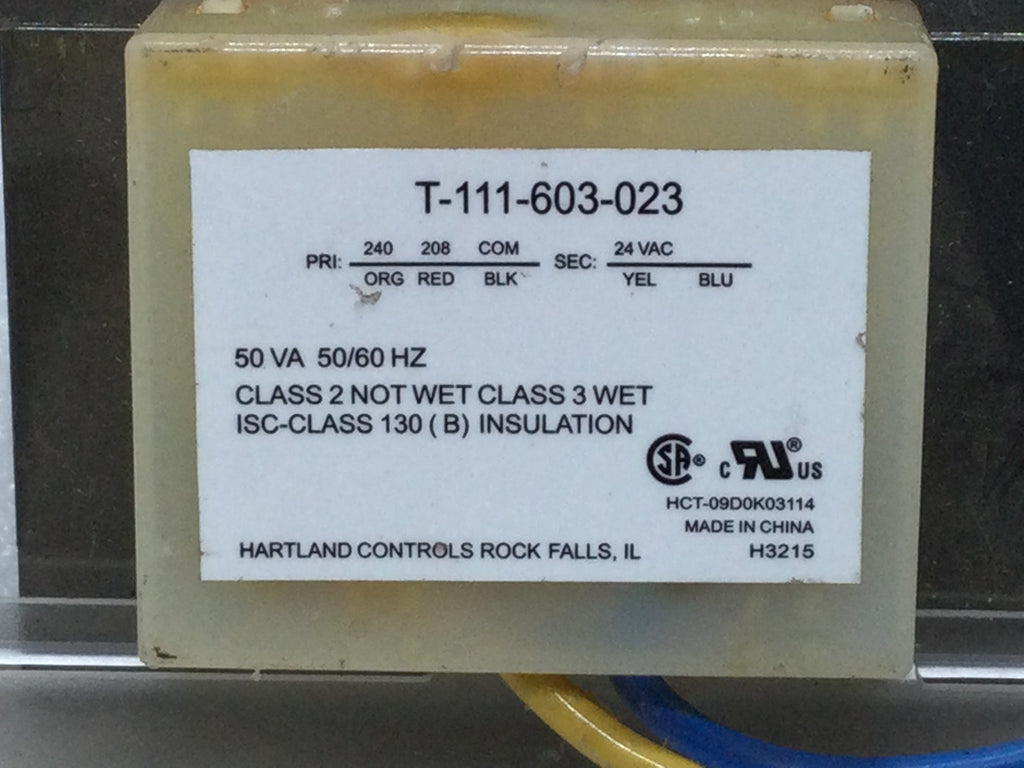 T-111-603-023
PRI: 240 208 COM SEC: 24 VAC
ORG RED BLK YEL BLU
50 VA 50/60 HZ
CLASS 2 NOT WET CLASS 3 WET
ISC-CLASS 130 ( B) INSULATION
SA® c RU® US
HCT-09D0K03114
MADE IN CHINA
HARTLAND CONTROLS ROCK FALLS, IL H3215